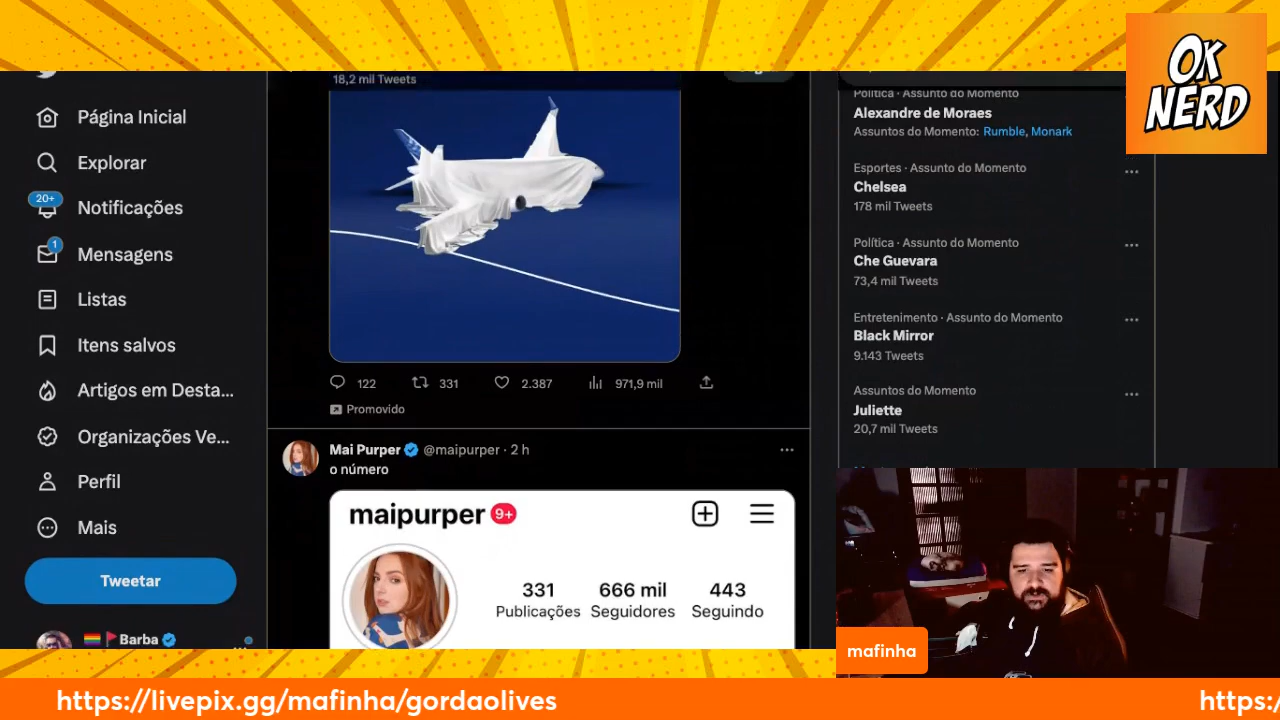 OK
NERD
Página Inicial
Explorar
20+
Notificações
1
Mensagens
Listas
Itens salvos
Artigos em Desta...
Organizações Ve...
Perfil
Mais
Tweetar
Barba
18,2 mil Tweets
122
331
2.387
971,9 mil
Promovido
Mai Purper @maipurper · 2 h
o número
maipurper 9+
331
666 mil
443
Publicações
Seguidores
Seguindo
Política · Assunto do Momento
Alexandre de Moraes
Assuntos do Momento: Rumble, Monark
Esportes · Assunto do Momento
Chelsea
178 mil Tweets
Política · Assunto do Momento
Che Guevara
73,4 mil Tweets
Entretenimento · Assunto do Momento
Black Mirror
9.143 Tweets
Assuntos do Momento
Juliette
20,7 mil Tweets
mafinha
https://livepix.gg/mafinha/gordaolives
https:/